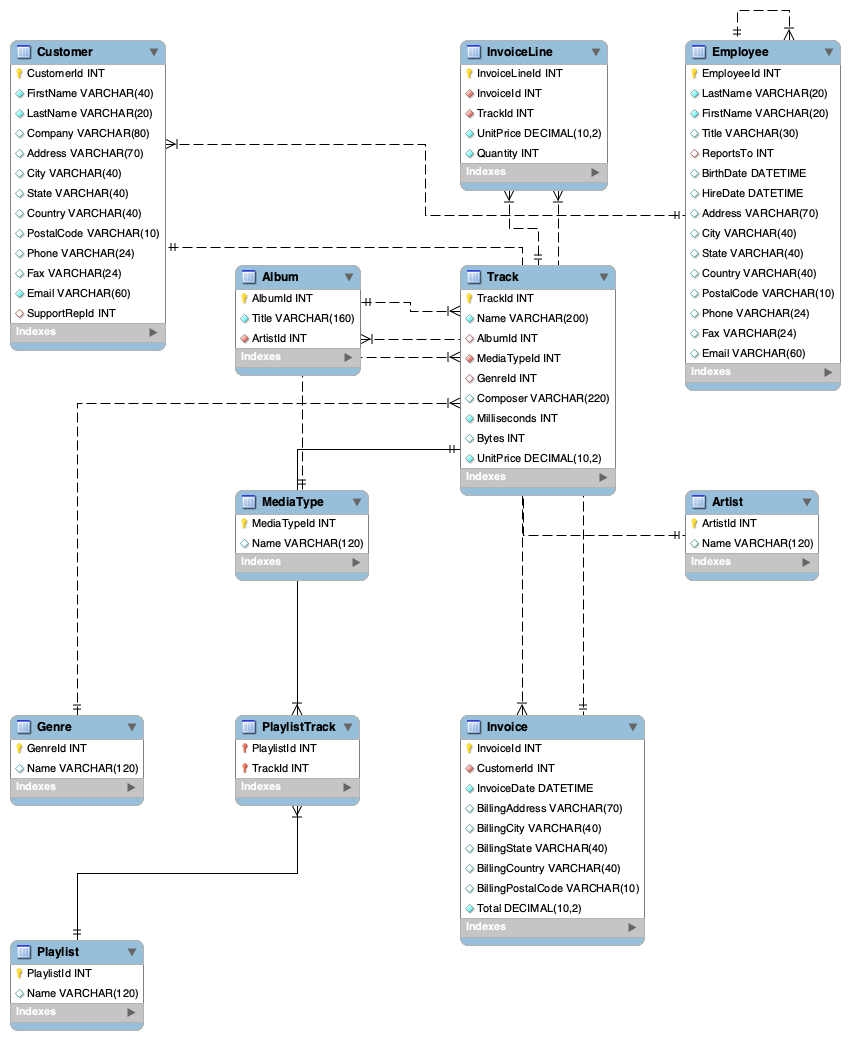 Customer
CustomerId INT
FirstName VARCHAR(40)
LastName VARCHAR(20)
Company VARCHAR(80)
Address VARCHAR(70)
City VARCHAR(40)
State VARCHAR(40)
Country VARCHAR(40)
PostalCode VARCHAR(10)
Phone VARCHAR(24)
Fax VARCHAR(24)
Email VARCHAR(60)
SupportRepId INT
Indexes
InvoiceLine
InvoiceLineId INT
InvoiceId INT
TrackId INT
UnitPrice DECIMAL(10,2)
Quantity INT
Indexes
Employee
EmployeeId INT
LastName VARCHAR(20)
FirstName VARCHAR(20)
Title VARCHAR(30)
ReportsTo INT
BirthDate DATETIME
HireDate DATETIME
Address VARCHAR(70)
City VARCHAR(40)
State VARCHAR(40)
Country VARCHAR(40)
PostalCode VARCHAR(10)
Phone VARCHAR(24)
Fax VARCHAR(24)
Email VARCHAR(60)
Indexes
Album
AlbumId INT
Title VARCHAR(160)
ArtistId INT
Indexes
Track
TrackId INT
Name VARCHAR(200)
AlbumId INT
MediaTypeId INT
GenreId INT
Composer VARCHAR(220)
Milliseconds INT
Bytes INT
UnitPrice DECIMAL(10,2)
Indexes
MediaType
MediaTypeId INT
Name VARCHAR(120)
Indexes
Artist
ArtistId INT
Name VARCHAR(120)
Indexes
Genre
GenreId INT
Name VARCHAR(120)
Indexes
PlaylistTrack
PlaylistId INT
TrackId INT
Indexes
Invoice
InvoiceId INT
CustomerId INT
InvoiceDate DATETIME
BillingAddress VARCHAR(70)
BillingCity VARCHAR(40)
BillingState VARCHAR(40)
BillingCountry VARCHAR(40)
BillingPostalCode VARCHAR(10)
Total DECIMAL(10,2)
Indexes
Playlist
PlaylistId INT
Name VARCHAR(120)
Indexes